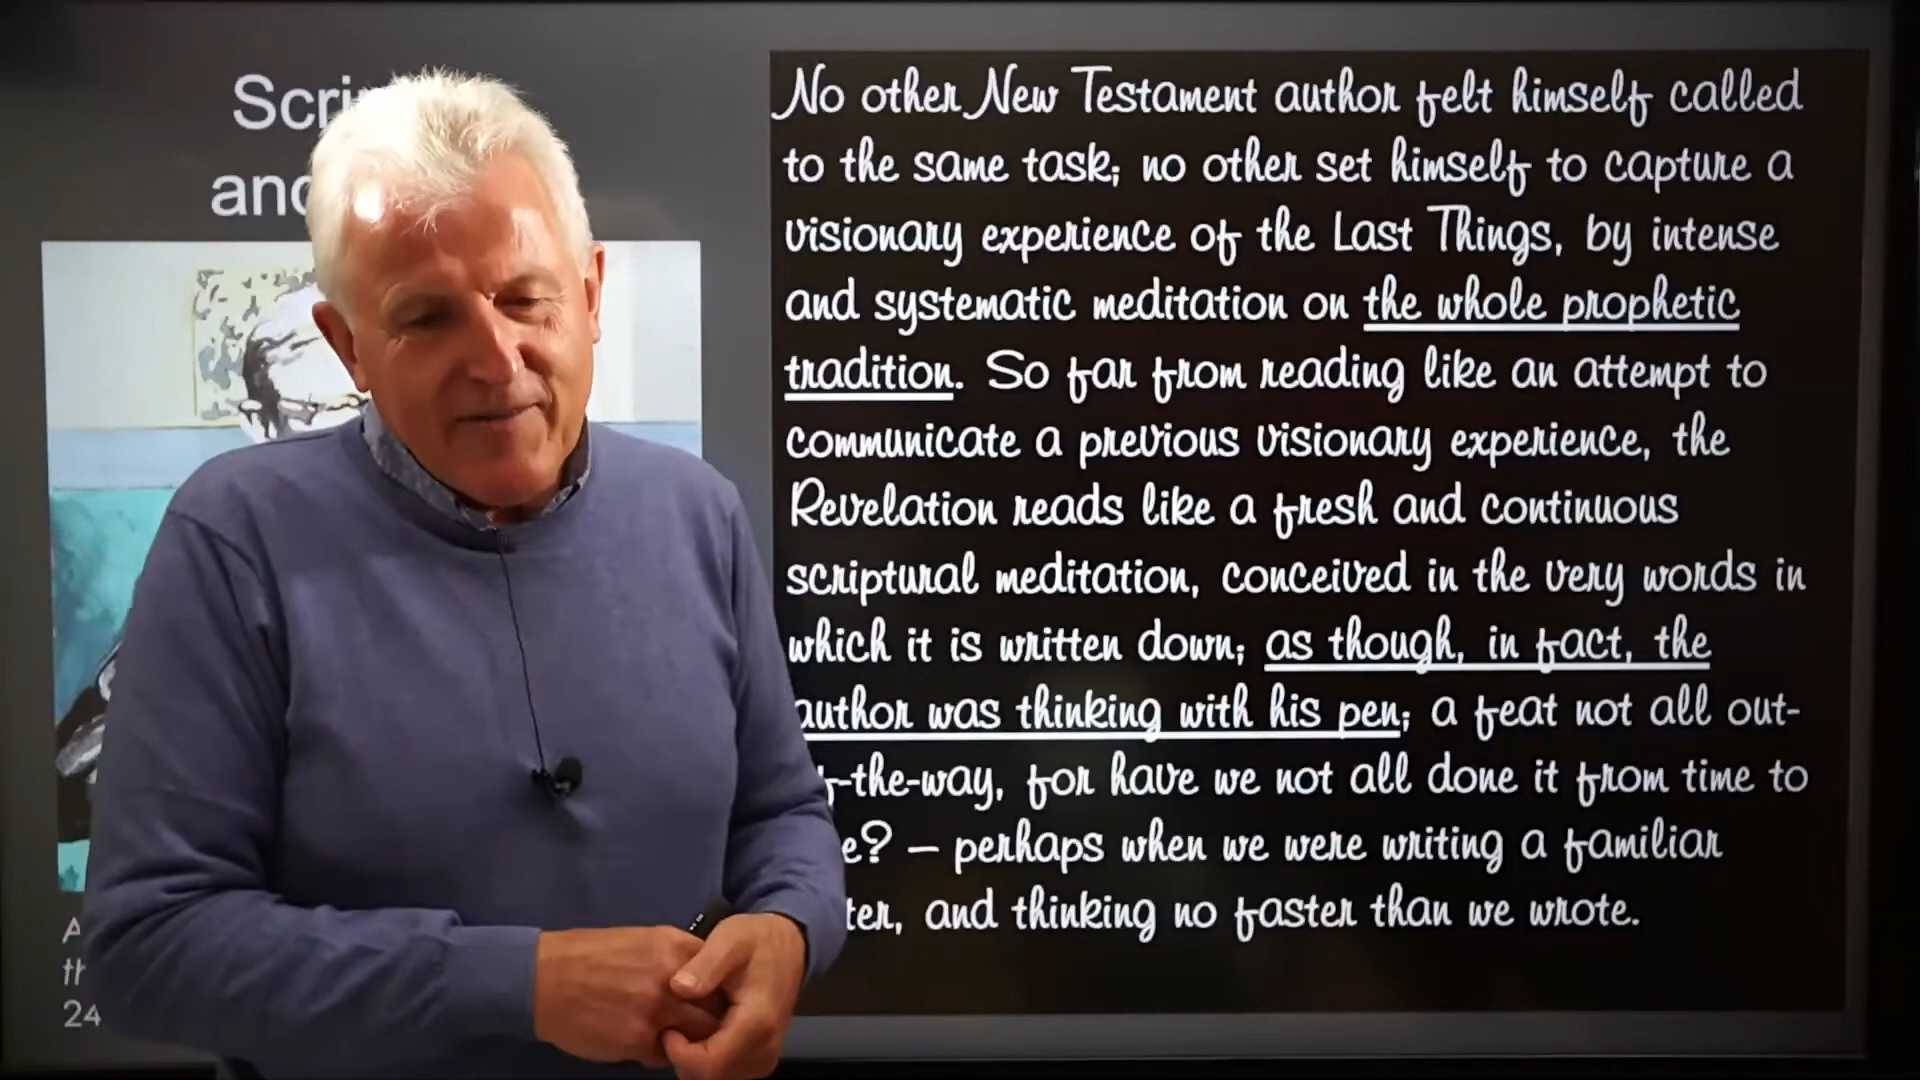 No other New Testament author felt himself called
to the same task; no other set himself to capture a
visionary experience of the Last Things, by intense
and systematic meditation on the whole prophetic
tradition. So far from reading like an attempt to
communicate a previous visionary experience, the
Revelation reads like a fresh and continuous
scriptural meditation, conceived in the very words in
which it is written down; as though, in fact, the
author was thinking with his pen; a feat not all out-
-the-way, for have we not all done it from time to
? – perhaps when we were writing a familiar
and thinking no faster than we wrote.
24